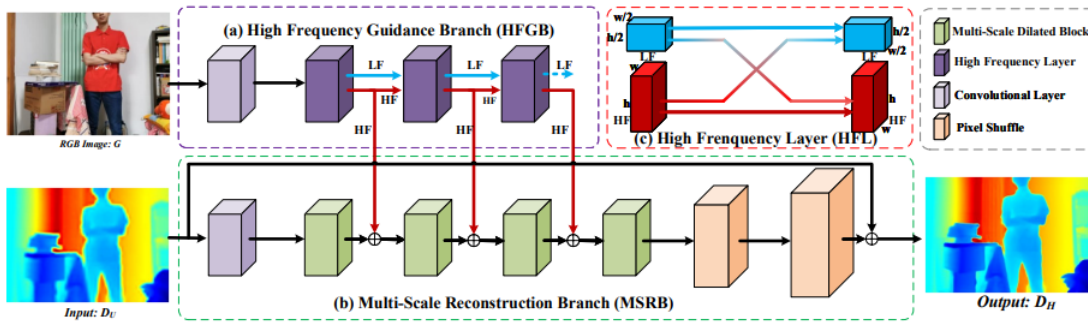 (a) High Frequency Guidance Branch (HFGB)
LF
LF
LF
HF
HF
HF
HF
HF
RGB Image: G
w/2
h/2
LF
w
h
h/2
w/2
LF
h
HF
w
(c) High Frenquency Layer (HFL)
Multi-Scale Dilated Block
High Frequency Layer
Convolutional Layer
Pixel Shuffle
Input: DU
(b) Multi-Scale Reconstruction Branch (MSRB)
Output: DH